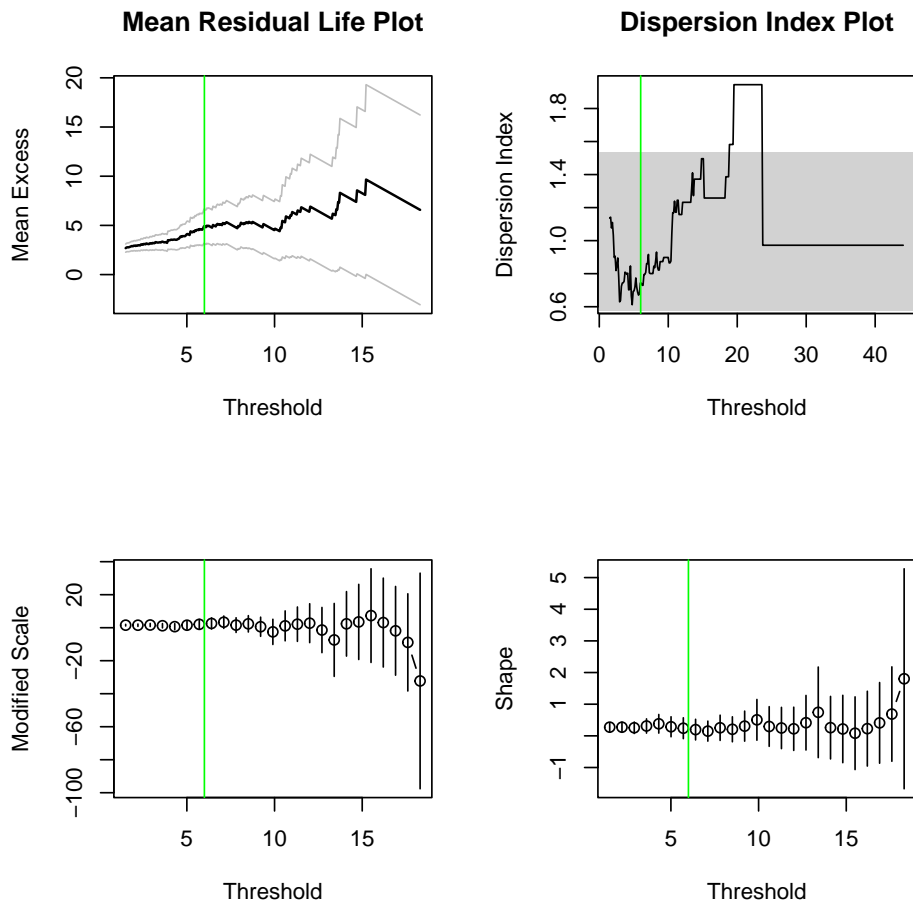 Mean Residual Life Plot
Mean Excess
20
15
10
5
0
5 10 15
Threshold
Dispersion Index Plot
Dispersion Index
1.8
1.4
1.0
0.6
0 10 20 30 40
Threshold
Modified Scale
20
−20
−60
−100
5 10 15
Threshold
Shape
5
4
3
2
1
−1
5 10 15
Threshold